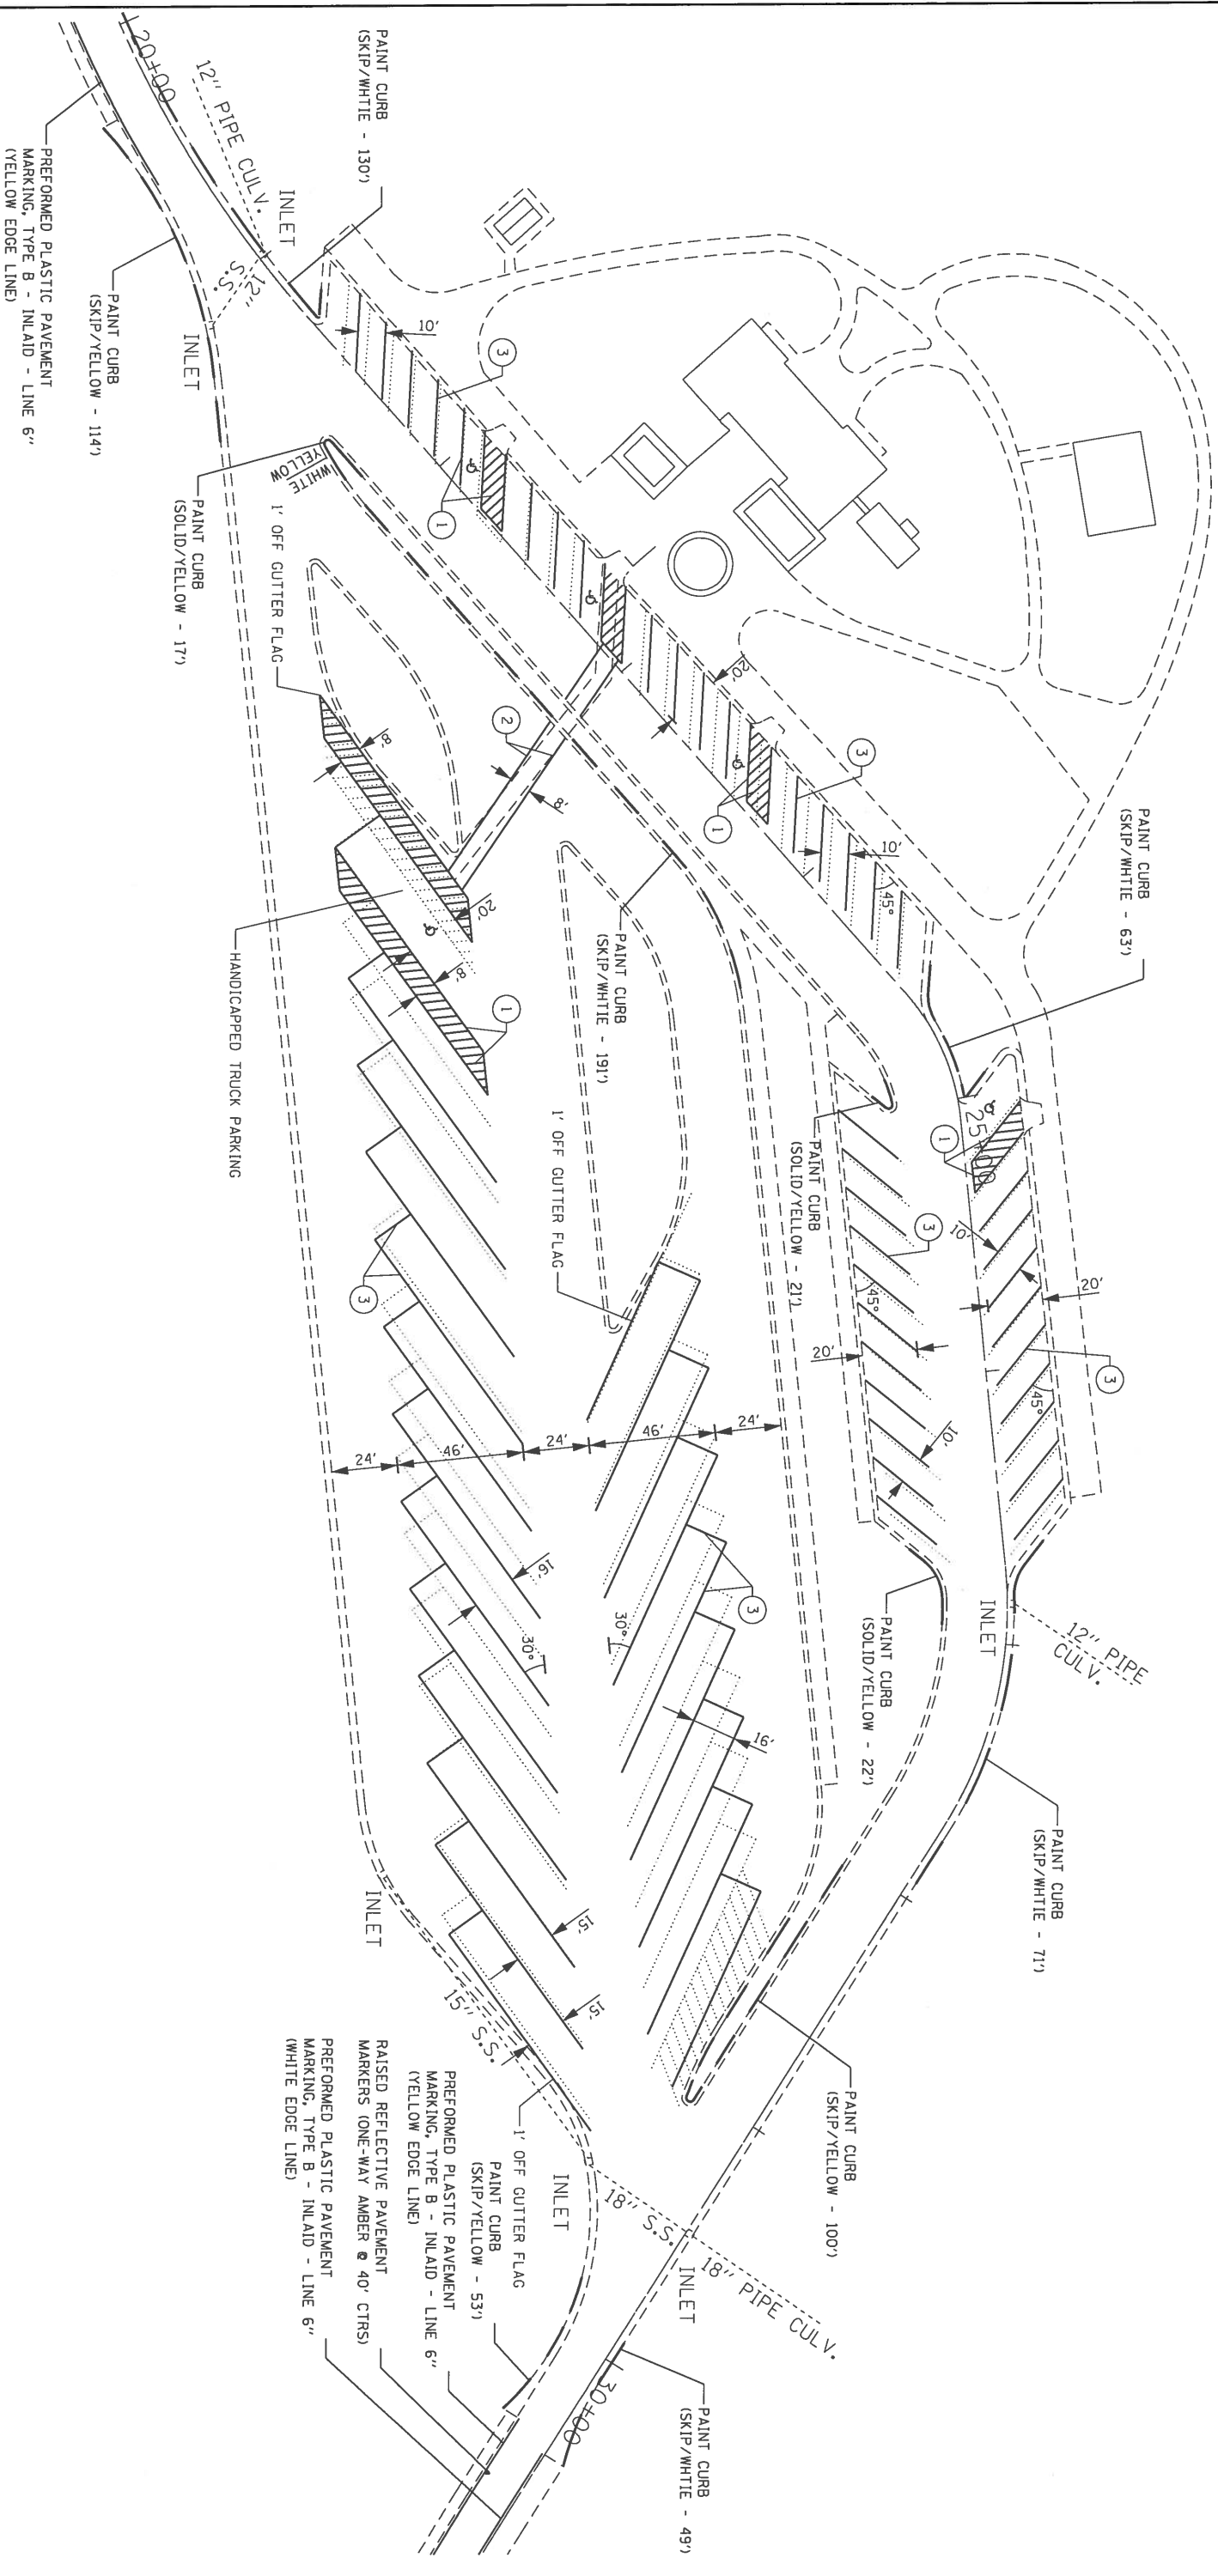 20+00
12" PIPE CULV.
INLET
PAINT CURB
(SKIP/WHTIE - 130')
12"
S.S.
INLET
PREFORMED PLASTIC PAVEMENT
MARKING, TYPE B - INLAID - LINE 6"
(YELLOW EDGE LINE)
PAINT CURB
(SKIP/YELLOW - 114')
10'
3
1
WHITE
YELLOW
PAINT CURB
(SOLID/YELLOW - 17')
1' OFF GUTTER FLAG
8'
2
8'
20'
1
3
10'
45°
PAINT CURB
(SKIP/WHTIE - 63')
20'
8'
1
HANDICAPPED TRUCK PARKING
PAINT CURB
(SKIP/WHTIE - 191')
1' OFF GUTTER FLAG
PAINT CURB
(SOLID/YELLOW - 21')
25+00
1
10'
20'
3
45°
3
45°
20'
10'
3
24'
46'
24'
46'
24'
16'
30°
30°
3
16'
PAINT CURB
(SOLID/YELLOW - 22')
INLET
12" PIPE
CULV.
PAINT CURB
(SKIP/WHTIE - 71')
INLET
15'
15'
15" S.S.
PAINT CURB
(SKIP/YELLOW - 100')
1' OFF GUTTER FLAG
PAINT CURB
(SKIP/YELLOW - 53')
PREFORMED PLASTIC PAVEMENT
MARKING, TYPE B - INLAID - LINE 6"
(YELLOW EDGE LINE)
RAISED REFLECTIVE PAVEMENT
MARKERS (ONE-WAY AMBER @ 40' CTRS)
PREFORMED PLASTIC PAVEMENT
MARKING, TYPE B - INLAID - LINE 6"
(WHITE EDGE LINE)
INLET
18" S.S.
18" PIPE CULV.
INLET
30+00
PAINT CURB
(SKIP/WHTIE - 49')